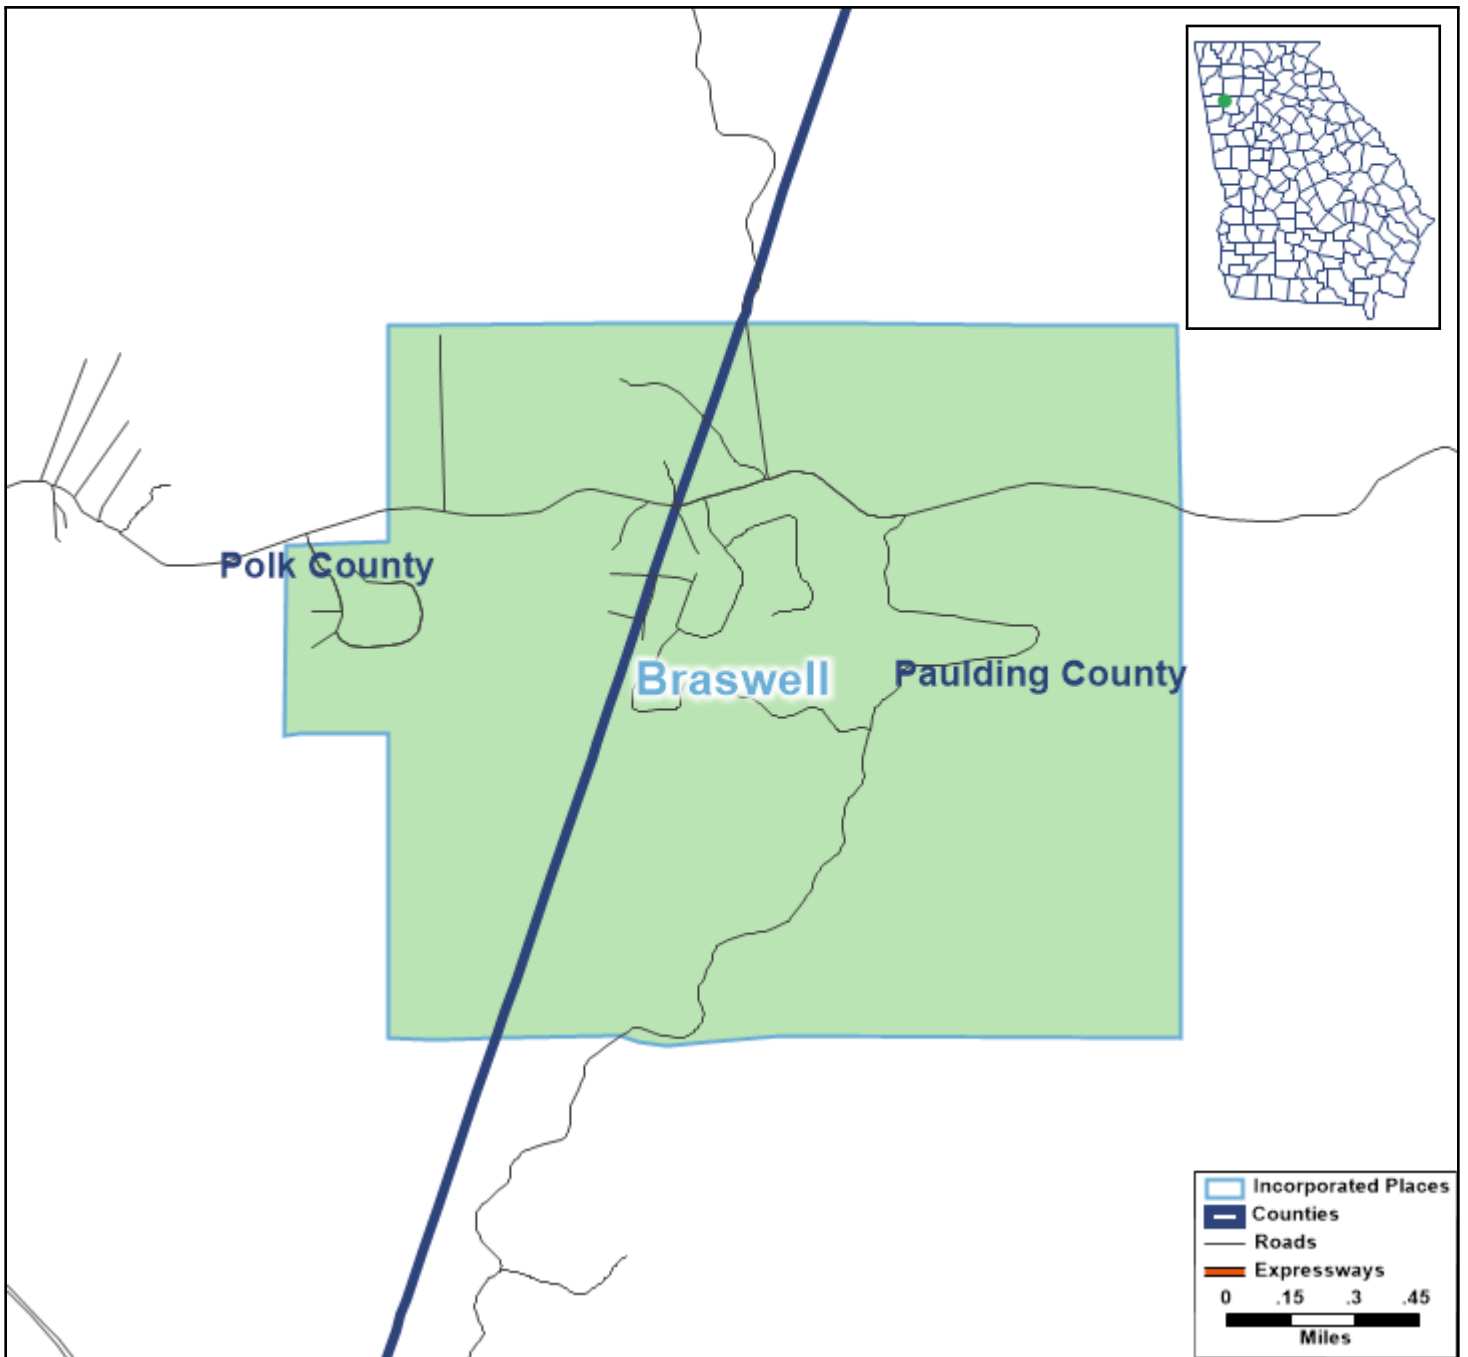 Polk County
Braswell
Paulding County
Incorporated Places
Counties
Roads
Expressways
0 .15 .3 .45
Miles